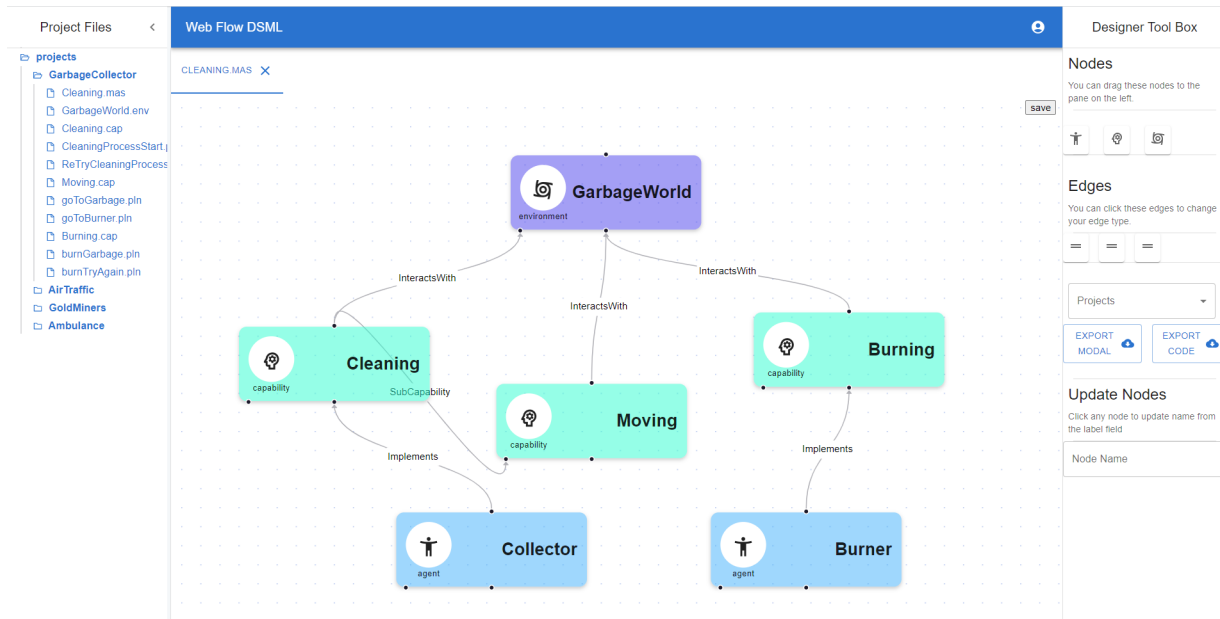 Project Files
projects
GarbageCollector
Cleaning.mas
GarbageWorld.env
Cleaning.cap
CleaningProcessStart.p
ReTryCleaningProcess
Moving.cap
goToGarbage.pln
goToBurner.pln
Burning.cap
burnGarbage.pln
burnTryAgain.pln
AirTraffic
GoldMiners
Ambulance
Web Flow DSML
CLEANING.MAS
save
GarbageWorld
environment
InteractsWith
InteractsWith
InteractsWith
Cleaning
capability
SubCapability
Burning
capability
Moving
capability
Implements
Implements
Collector
agent
Burner
agent
Designer Tool Box
Nodes
You can drag these nodes to the
pane on the left.
Edges
You can click these edges to change
your edge type.
Projects
EXPORT
MODAL
EXPORT
CODE
Update Nodes
Click any node to update name from
the label field
Node Name